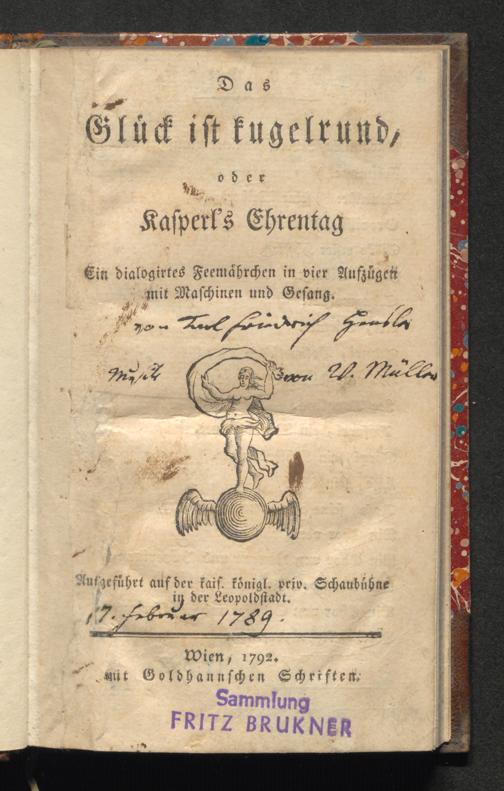 Das
Glück ist kugelrund,
oder
Kasperl's Ehrentag
Ein dialogirtes Feemährchen in vier Aufzügen
mit Maschinen und Gesang.
von Karl Friedrich Hensler
Musik von W. Müller
Aufgeführt auf der kais. königl. priv. Schaubühne
in der Leopoldstadt.
17. Februar 1789.
Wien, 1792.
mit Goldhannschen Schriften.
Sammlung
FRITZ BRUKNER